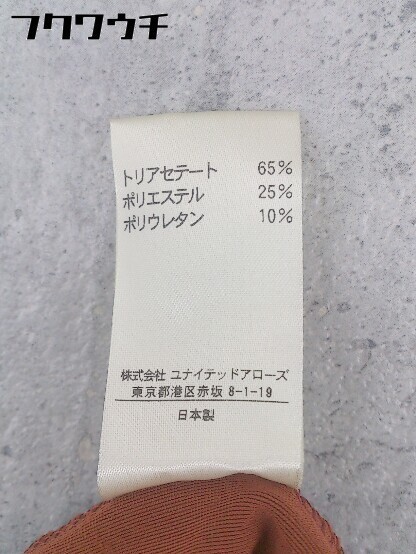 フクワウチ
トリアセテート 65%
ポリエステル 25%
ポリウレタン 10%
株式会社 ユナイテッドアローズ
東京都港区赤坂 8-1-19
日本製